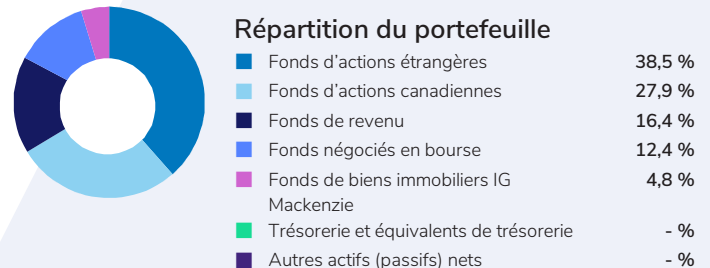 Répartition du portefeuille
Fonds d'actions étrangères 38,5 %
Fonds d'actions canadiennes 27,9 %
Fonds de revenu 16,4 %
Fonds négociés en bourse 12,4 %
Fonds de biens immobiliers IG 4,8 %
Mackenzie
Trésorerie et équivalents de trésorerie - %
Autres actifs (passifs) nets - %